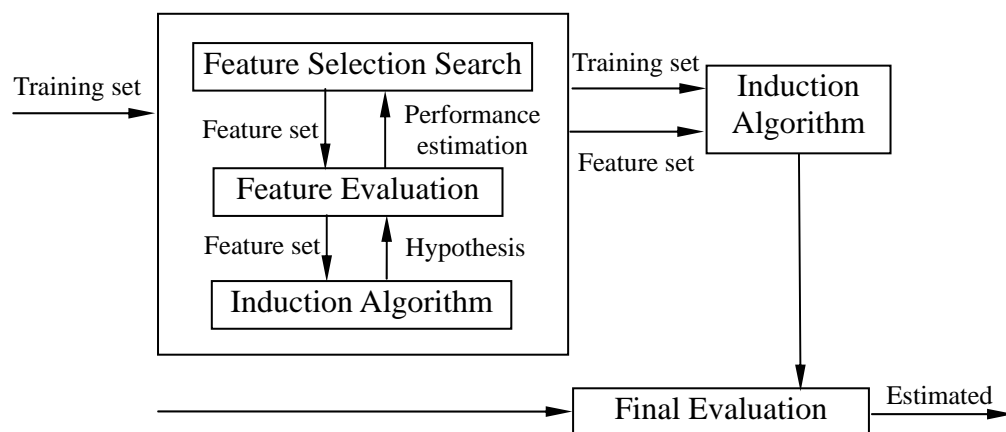 Training set
Feature Selection Search
Feature set
Performance
estimation
Feature Evaluation
Feature set
Hypothesis
Induction Algorithm
Training set
Feature set
Induction
Algorithm
Final Evaluation
Estimated